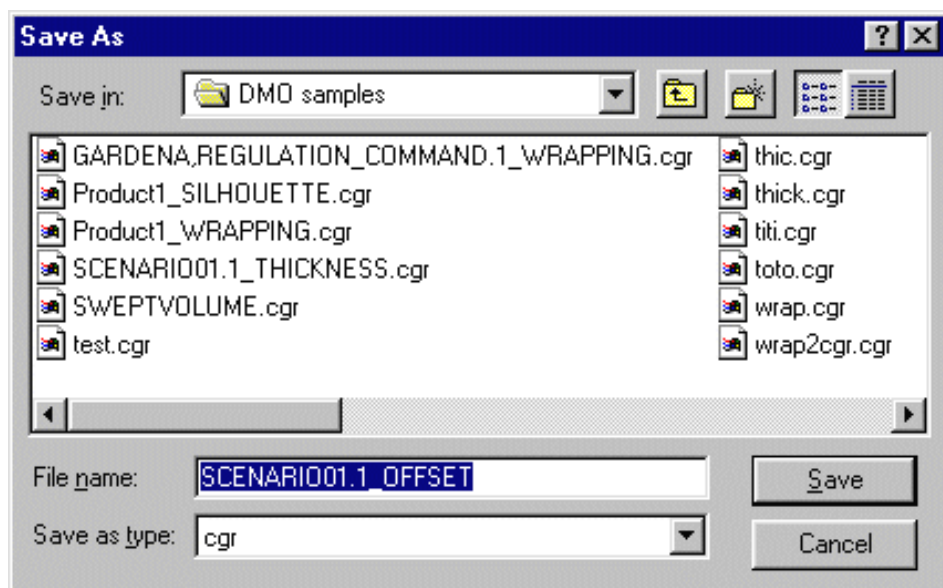 Save As
Save in: DMO samples
GARDENA,REGULATION_COMMAND.1_WRAPPING.cgr
Product1_SILHOUETTE.cgr
Product1_WRAPPING.cgr
SCENARIO01.1_THICKNESS.cgr
SWEPTVOLUME.cgr
test.cgr
thic.cgr
thick.cgr
titi.cgr
toto.cgr
wrap.cgr
wrap2cgr.cgr
File name: SCENARIO01.1_OFFSET
Save
Save as type: cgr
Cancel